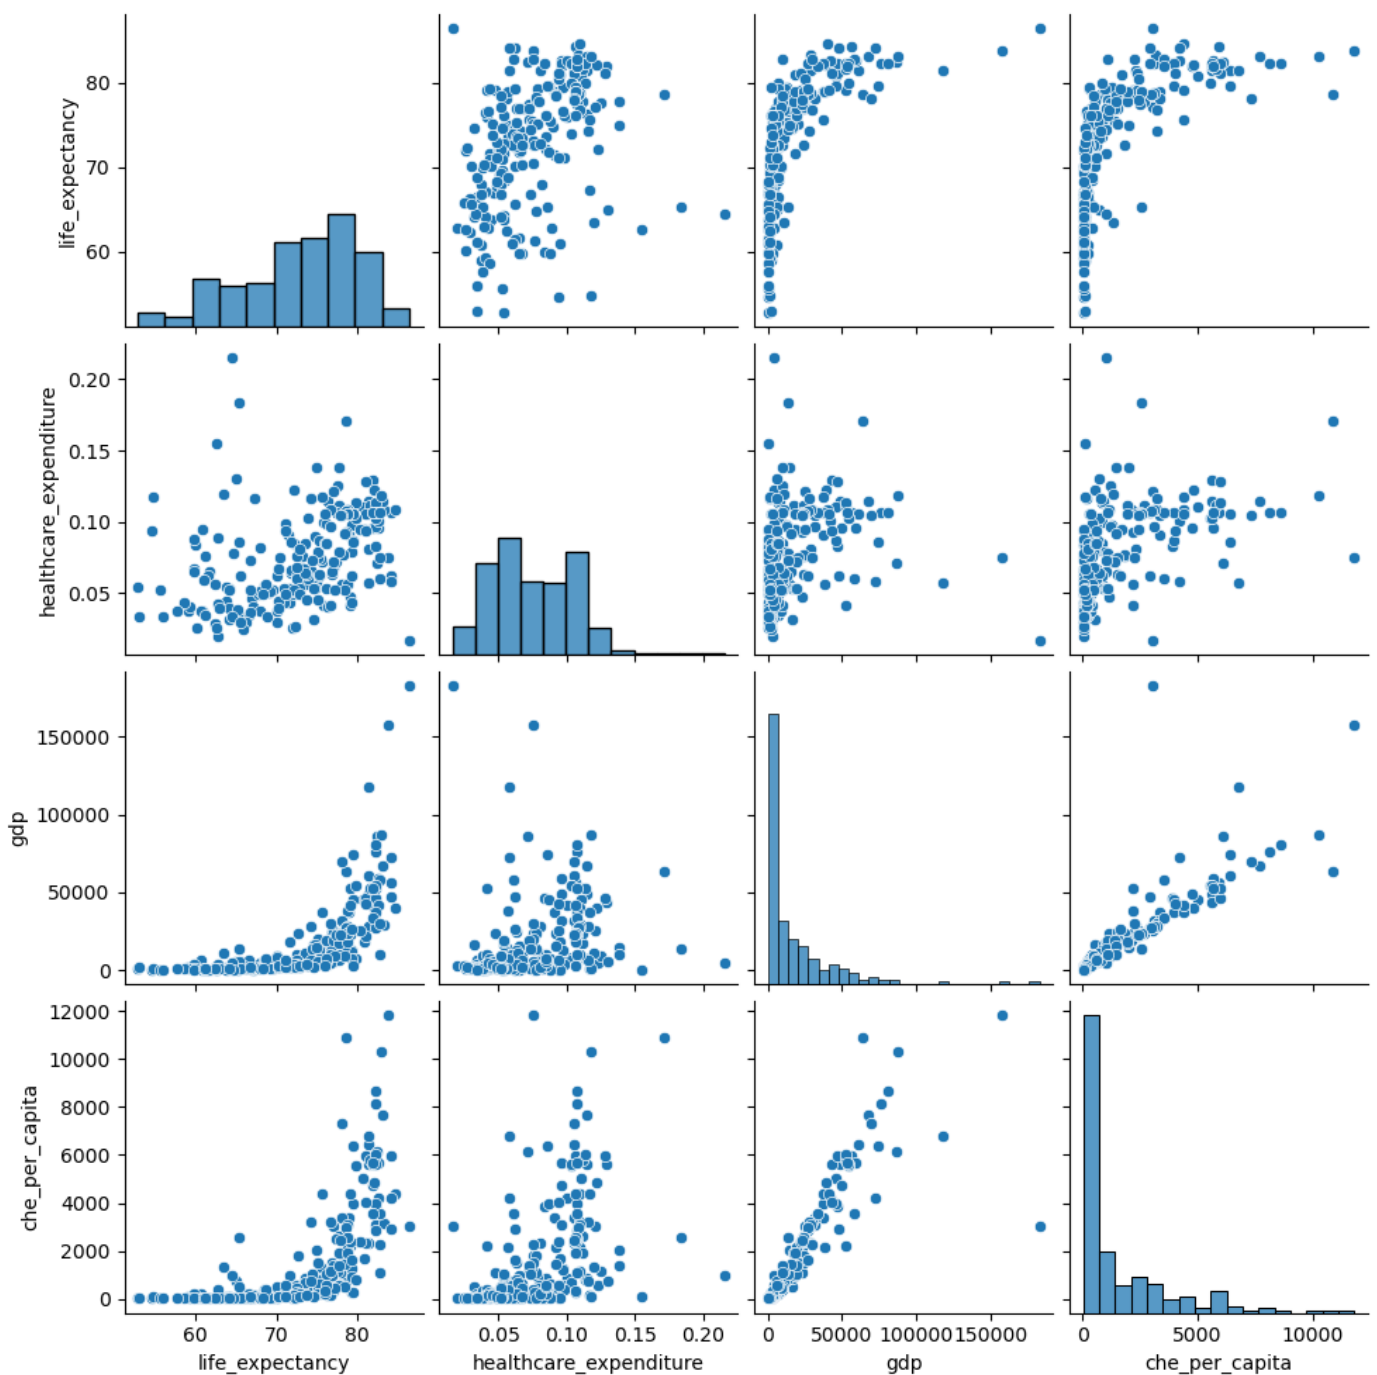 life_expectancy
80
70
60
healthcare_expenditure
0.20
0.15
0.10
0.05
gdp
150000
100000
50000
0
che_per_capita
12000
10000
8000
6000
4000
2000
0
60 70 80
0.05 0.10 0.15 0.20
0 50000 100000 150000
0 5000 10000
life_expectancy
healthcare_expenditure
gdp
che_per_capita